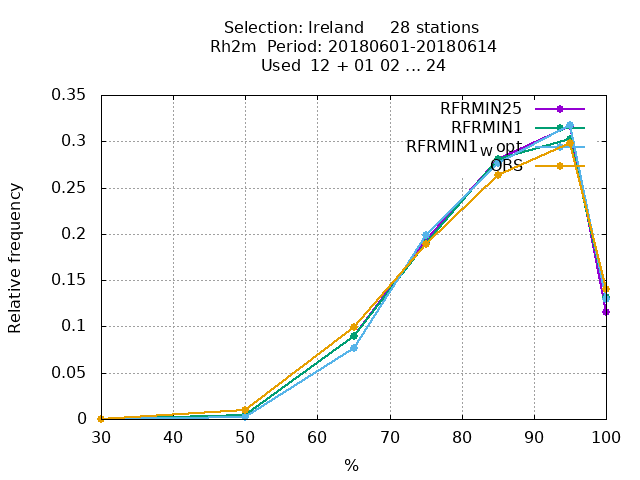 Selection: Ireland 28 stations
Rh2m Period: 20180601-20180614
Used 12 + 01 02 ... 24
0.35
0.3
0.25
0.2
0.15
0.1
0.05
0
RFRMIN25
RFRMIN1
RFRMIN1W opt
OBS
Relative frequency
30 40 50 60 70 80 90 100
%